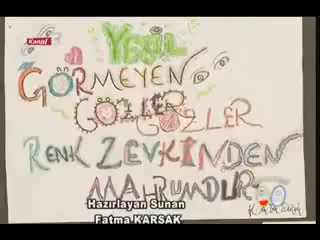 Kanal
YEŞİL
GÖRMEYEN
GÖZLER
GÖZLER
RENK ZEVKİNDEN
MAHRUMDUR
Hazırlayan Sunan
Fatma KARSAK